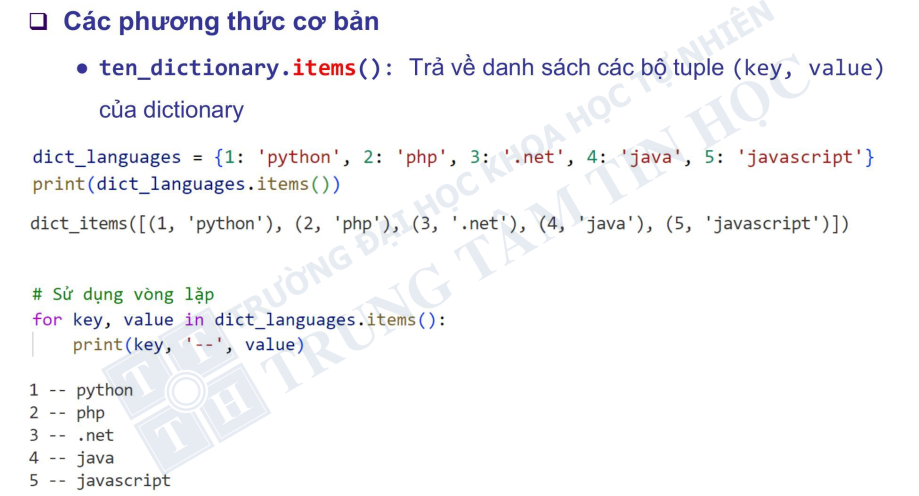 ❑ Các phương thức cơ bản
● ten_dictionary.items(): Trả về danh sách các bộ tuple (key, value)
của dictionary
dict_languages = {1: 'python', 2: 'php', 3: '.net', 4: 'java', 5: 'javascript'}
print(dict_languages.items())
dict_items([(1, 'python'), (2, 'php'), (3, '.net'), (4, 'java'), (5, 'javascript')])
# Sử dụng vòng lặp
for key, value in dict_languages.items():
    print(key, '--', value)
1 -- python
2 -- php
3 -- .net
4 -- java
5 -- javascript
TRƯỜNG ĐẠI HỌC KHOA HỌC TỰ NHIÊN
TRUNG TÂM TIN HỌC
T T
T H